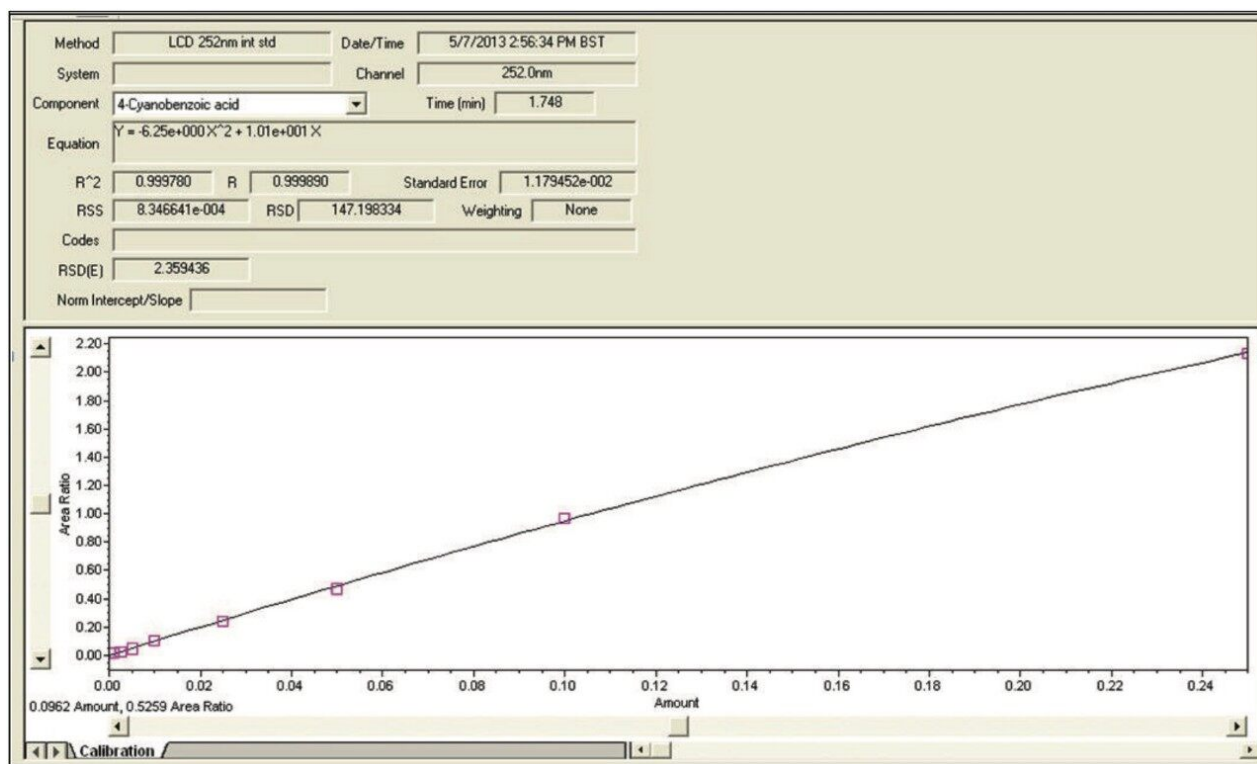 Method LCD 252nm int std Date/Time 5/7/2013 2:56:34 PM BST
System Channel 252.0nm
Component 4-Cyanobenzoic acid Time (min) 1.748
Equation Y = -6.25e+000 X^2 + 1.01e+001 X
R^2 0.999780 R 0.999890 Standard Error 1.179452e-002
RSS 8.346641e-004 RSD 147.198334 Weighting None
Codes
RSD(E) 2.359436
Norm Intercept/Slope
2.20
2.00
1.80
1.60
1.40
1.20
1.00
0.80
0.60
0.40
0.20
0.00
Area Ratio
0.00 0.02 0.04 0.06 0.08 0.10 0.12 0.14 0.16 0.18 0.20 0.22 0.24
Amount
0.0962 Amount, 0.5259 Area Ratio
Calibration